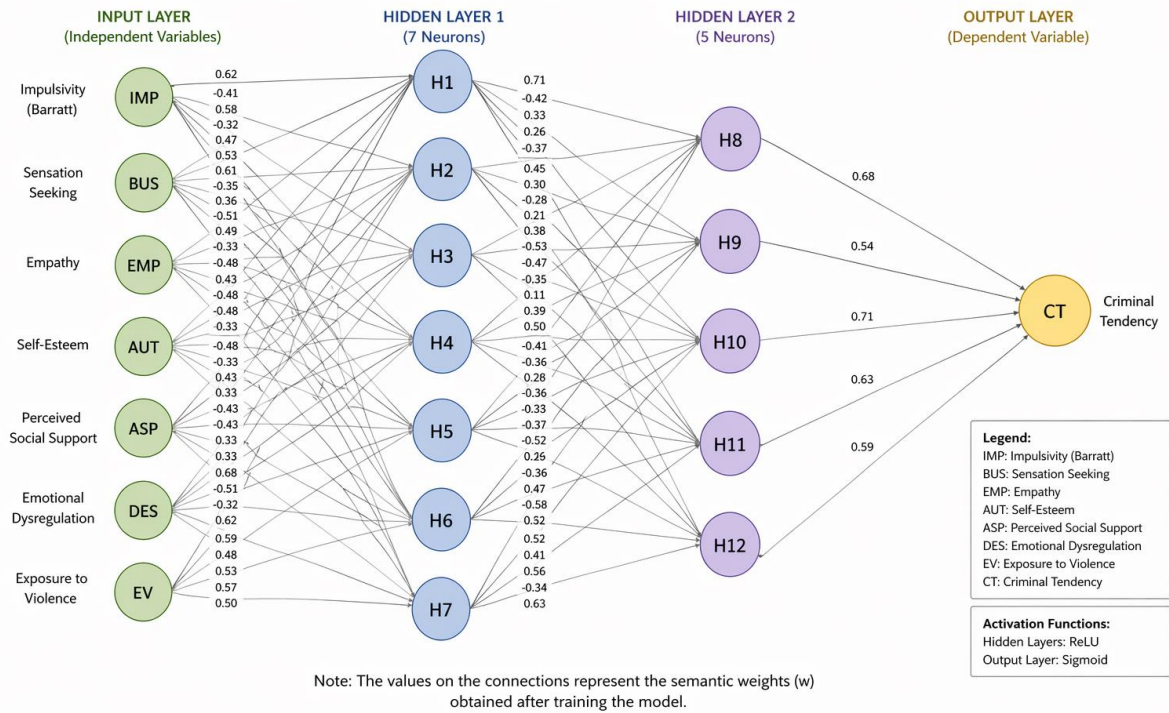 INPUT LAYER
(Independent Variables)
HIDDEN LAYER 1
(7 Neurons)
HIDDEN LAYER 2
(5 Neurons)
OUTPUT LAYER
(Dependent Variable)
Impulsivity
(Barratt)
Sensation
Seeking
Empathy
Self-Esteem
Perceived
Social Support
Emotional
Dysregulation
Exposure to
Violence
IMP
BUS
EMP
AUT
ASP
DES
EV
0.62
-0.41
0.58
-0.32
0.47
0.53
0.61
-0.35
0.36
-0.51
0.49
-0.33
-0.48
0.43
-0.48
-0.48
-0.33
-0.48
-0.33
0.43
0.33
-0.43
-0.43
0.33
0.33
0.68
-0.51
-0.32
0.62
0.59
0.48
0.53
0.57
0.50
H1
H2
H3
H4
H5
H6
H7
0.71
-0.42
0.33
0.26
-0.37
0.45
0.30
-0.28
0.21
0.38
-0.53
-0.47
-0.35
0.11
0.39
0.50
-0.41
-0.36
0.28
-0.36
-0.33
-0.37
-0.52
0.25
-0.36
0.47
-0.58
0.52
0.52
0.41
0.56
-0.34
0.63
H8
H9
H10
H11
H12
0.68
0.54
0.71
0.63
0.59
CT
Criminal
Tendency
Legend:
IMP: Impulsivity (Barratt)
BUS: Sensation Seeking
EMP: Empathy
AUT: Self-Esteem
ASP: Perceived Social Support
DES: Emotional Dysregulation
EV: Exposure to Violence
CT: Criminal Tendency
Activation Functions:
Hidden Layers: ReLU
Output Layer: Sigmoid
Note: The values on the connections represent the semantic weights (w)
obtained after training the model.